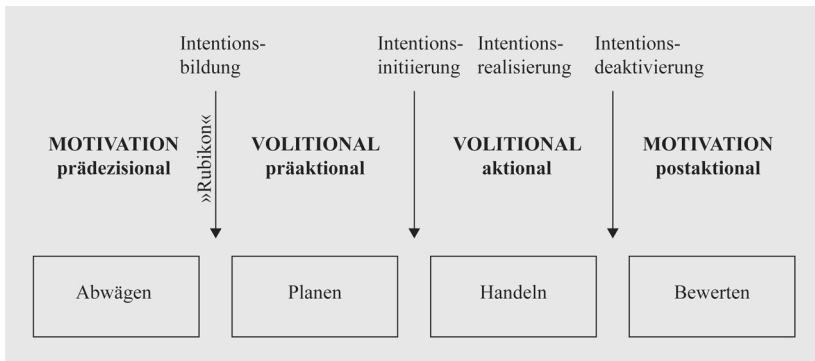 Intentions-
bildung
Intentions-
initiierung
Intentions-
realisierung
Intentions-
deaktivierung
MOTIVATION
prädezisional
»Rubikon«
VOLITIONAL
präaktional
VOLITIONAL
aktional
MOTIVATION
postaktional
Abwägen
Planen
Handeln
Bewerten